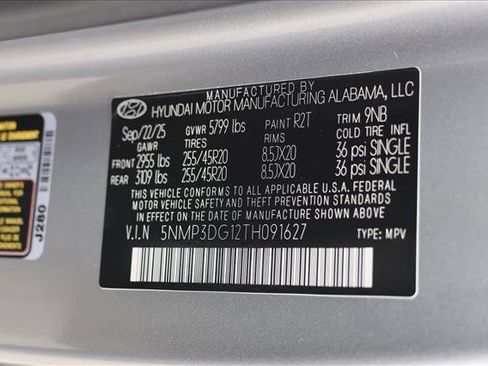 MANUFACTURED BY
HYUNDAI MOTOR MANUFACTURING ALABAMA, LLC
Sep/22/25 GVWR 5799 lbs PAINT R2T TRIM 9NB
GAWR TIRES RIMS COLD TIRE INFL
FRONT 2955 lbs 255/45R20 8.5JX20 36 psi SINGLE
REAR 3109 lbs 255/45R20 8.5JX20 36 psi SINGLE
THIS VEHICLE CONFORMS TO ALL APPLICABLE U.S.A. FEDERAL
MOTOR VEHICLE SAFETY AND THEFT PREVENTION STANDARDS
IN EFFECT ON THE DATE OF MANUFACTURE SHOWN ABOVE.
V.I.N 5NMP3DG12TH091627 TYPE: MPV
J280